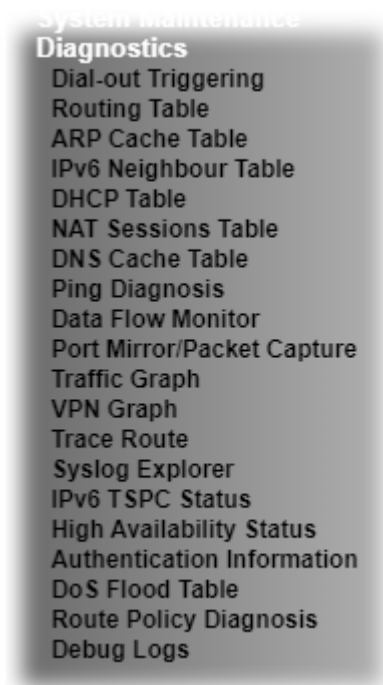 System Maintenance
Diagnostics
Dial-out Triggering
Routing Table
ARP Cache Table
IPv6 Neighbour Table
DHCP Table
NAT Sessions Table
DNS Cache Table
Ping Diagnosis
Data Flow Monitor
Port Mirror/Packet Capture
Traffic Graph
VPN Graph
Trace Route
Syslog Explorer
IPv6 TSPC Status
High Availability Status
Authentication Information
DoS Flood Table
Route Policy Diagnosis
Debug Logs